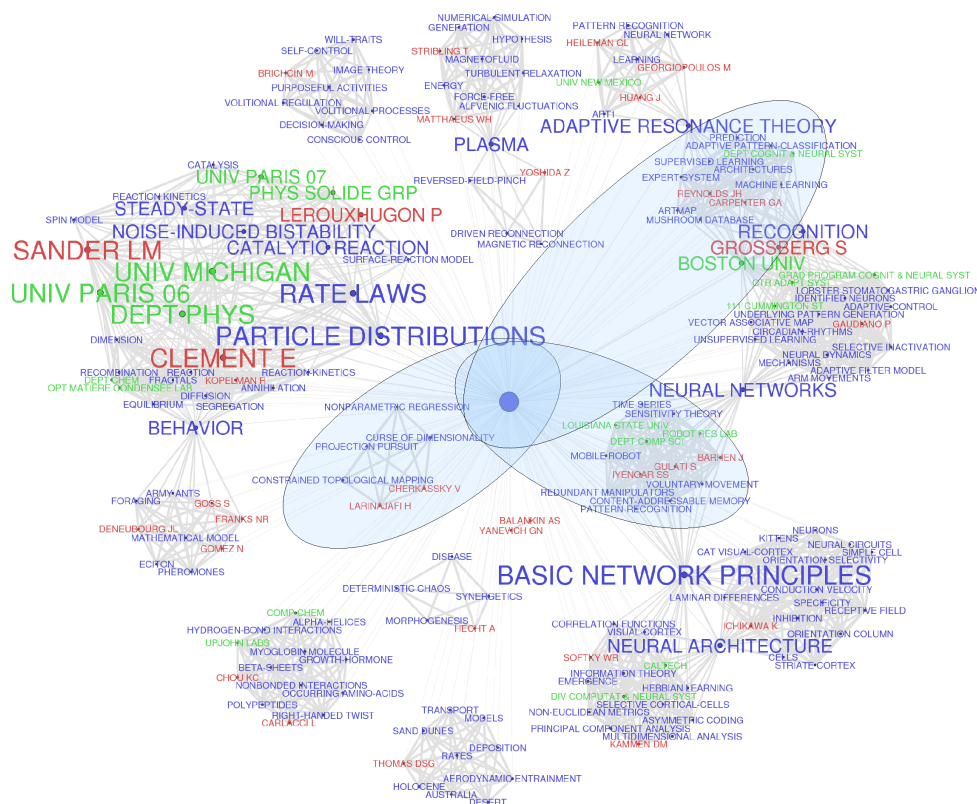 NUMERICAL-SIMULATION
GENERATION
HYPOTHESIS
STRIBLING T
MAGNETOFLUID
TURBULENT RELAXATION
ENERGY
FORCE-FREE
ALFVENIC FLUCTUATIONS
MATTHAEUS WH
PLASMA
WILL-TRAITS
SELF-CONTROL
IMAGE THEORY
BRICHCIN M
PURPOSEFUL ACTIVITIES
VOLITIONAL REGULATION
VOLITIONAL PROCESSES
DECISION-MAKING
CONSCIOUS CONTROL
PATTERN RECOGNITION
NEURAL NETWORK
HEILEMAN GL
LEARNING
GEORGIOPOULOS M
UNIV NEW MEXICO
HUANG J
ART1
ADAPTIVE RESONANCE THEORY
PREDICTION
ADAPTIVE PATTERN-CLASSIFICATION
DEPT COGNIT & NEURAL SYST
SUPERVISED LEARNING
ARCHITECTURES
EXPERT-SYSTEM
MACHINE LEARNING
REYNOLDS JH
CARPENTER GA
ARTMAP
MUSHROOM DATABASE
RECOGNITION
GROSSBERG S
BOSTON UNIV
REVERSED-FIELD-PINCH
YOSHIDA Z
DRIVEN RECONNECTION
MAGNETIC RECONNECTION
CATALYSIS
UNIV PARIS 07
PHYS SOLIDE GRP
REACTION KINETICS
STEADY-STATE
LEROUXHUGON P
SPIN MODEL
NOISE-INDUCED BISTABILITY
SANDER LM
CATALYTIC REACTION
SURFACE-REACTION MODEL
UNIV MICHIGAN
UNIV PARIS 06
RATE LAWS
DEPT PHYS
PARTICLE DISTRIBUTIONS
DIMENSION
CLEMENT E
RECOMBINATION
REACTION
REACTION-KINETICS
DEPT CHEM
FRACTALS
KOPELMAN R
OPT MATIERE CONDENSEE LAB
ANNIHILATION
DIFFUSION
EQUILIBRIUM
SEGREGATION
BEHAVIOR
GRAD PROGRAM COGNIT & NEURAL SYST
CTR ADAPT SYST
LOBSTER STOMATOGASTRIC GANGLION
IDENTIFIED NEURONS
111 CUMMINGTON ST
ADAPTIVE-CONTROL
UNDERLYING PATTERN GENERATION
VECTOR ASSOCIATIVE MAP
GAUDIANO P
CIRCADIAN-RHYTHMS
UNSUPERVISED LEARNING
SELECTIVE INACTIVATION
NEURAL DYNAMICS
MECHANISMS
ADAPTIVE FILTER MODEL
ARM MOVEMENTS
NEURAL NETWORKS
NONPARAMETRIC REGRESSION
CURSE OF DIMENSIONALITY
PROJECTION PURSUIT
CONSTRAINED TOPOLOGICAL MAPPING
CHERKASSKY V
LARINAJAFI H
TIME-SERIES
SENSITIVITY THEORY
LOUISIANA STATE UNIV
ROBOT RES LAB
DEPT COMP SCI
MOBILE ROBOT
BARHEN J
GULATI S
IYENGAR SS
VOLUNTARY MOVEMENT
REDUNDANT MANIPULATORS
CONTENT-ADDRESSABLE MEMORY
PATTERN-RECOGNITION
BALANKIN AS
YANEVICH GN
ARMY ANTS
FORAGING
GOSS S
FRANKS NR
DENEUBOURG JL
MATHEMATICAL MODEL
GOMEZ N
ECITON
PHEROMONES
DISEASE
DETERMINISTIC CHAOS
SYNERGETICS
MORPHOGENESIS
HECHT A
NEURONS
KITTENS
NEURAL CIRCUITS
CAT VISUAL-CORTEX
SIMPLE CELL
ORIENTATION SELECTIVITY
BASIC NETWORK PRINCIPLES
CONDUCTION VELOCITY
LAMINAR DIFFERENCES
SPECIFICITY
RECEPTIVE FIELD
INHIBITION
ICHIKAWA K
ORIENTATION COLUMN
CELLS
STRIATE CORTEX
CORRELATION FUNCTIONS
VISUAL-CORTEX
NEURAL ARCHITECTURE
SOFTKY WR
CALTECH
INFORMATION THEORY
EMERGENCE
HEBBIAN LEARNING
DIV COMPUTAT & NEURAL SYST
SELECTIVE CORTICAL-CELLS
NON-EUCLIDEAN METRICS
ASYMMETRIC CODING
PRINCIPAL COMPONENT ANALYSIS
MULTIDIMENSIONAL ANALYSIS
KAMMEN DM
COMP CHEM
ALPHA-HELICES
HYDROGEN-BOND INTERACTIONS
UPJOHN LABS
MYOGLOBIN MOLECULE
GROWTH-HORMONE
BETA-SHEETS
CHOU KC
NONBONDED INTERACTIONS
OCCURRING AMINO-ACIDS
POLYPEPTIDES
RIGHT-HANDED TWIST
CARLACCI L
TRANSPORT
MODELS
SAND DUNES
DEPOSITION
RATES
THOMAS DSG
AERODYNAMIC ENTRAINMENT
HOLOCENE
AUSTRALIA
DESERT